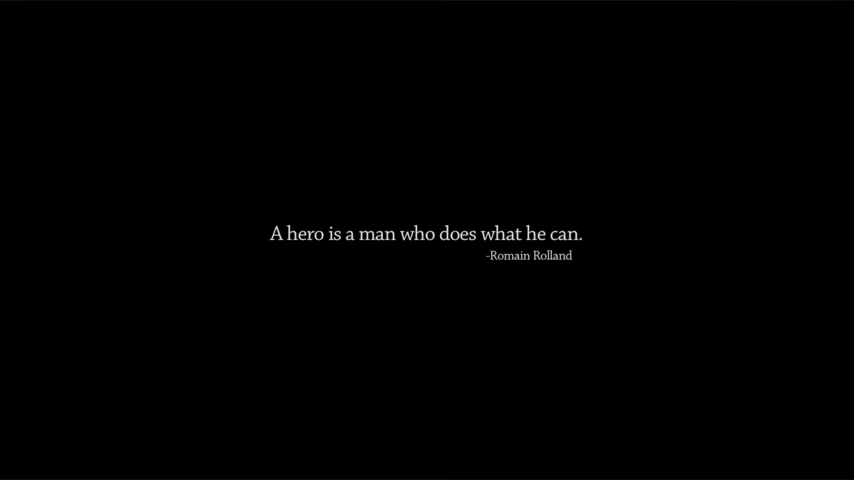 A hero is a man who does what he can.
-Romain Rolland